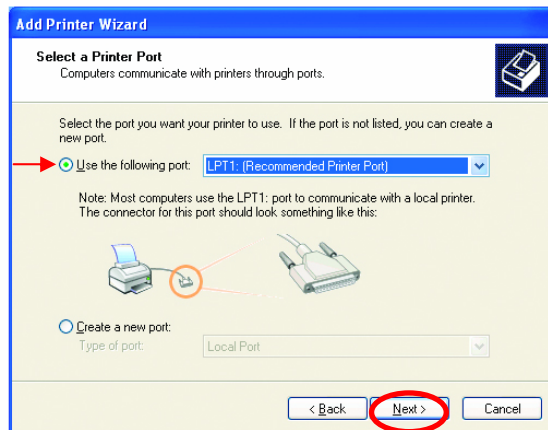 Add Printer Wizard
Select a Printer Port
Computers communicate with printers through ports.
Select the port you want your printer to use. If the port is not listed, you can create a
new port.
Use the following port: LPT1: (Recommended Printer Port)
Note: Most computers use the LPT1: port to communicate with a local printer.
The connector for this port should look something like this:
Create a new port:
Type of port: Local Port
< Back Next > Cancel